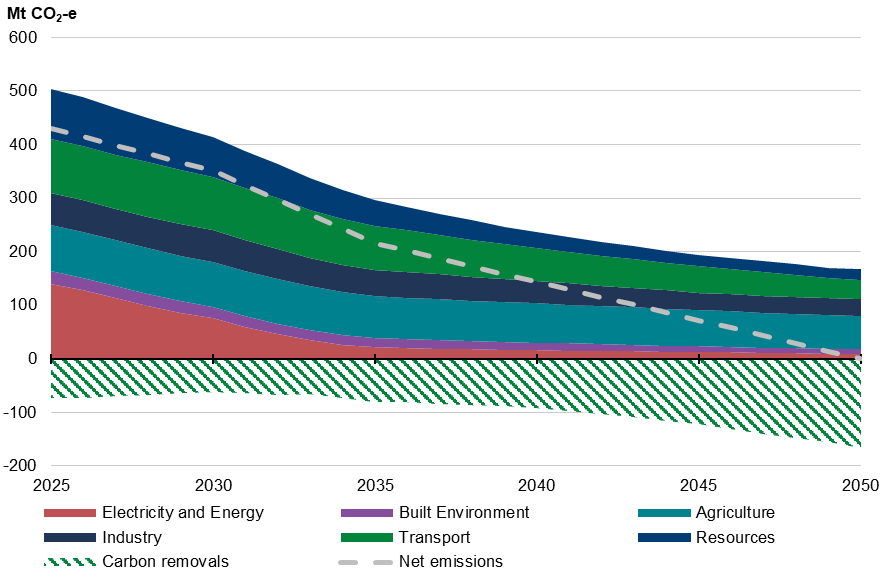 Mt CO₂-e
600
500
400
300
200
100
0
-100
-200
2025 2030 2035 2040 2045 2050
Electricity and Energy Built Environment Agriculture
Industry Transport Resources
Carbon removals Net emissions